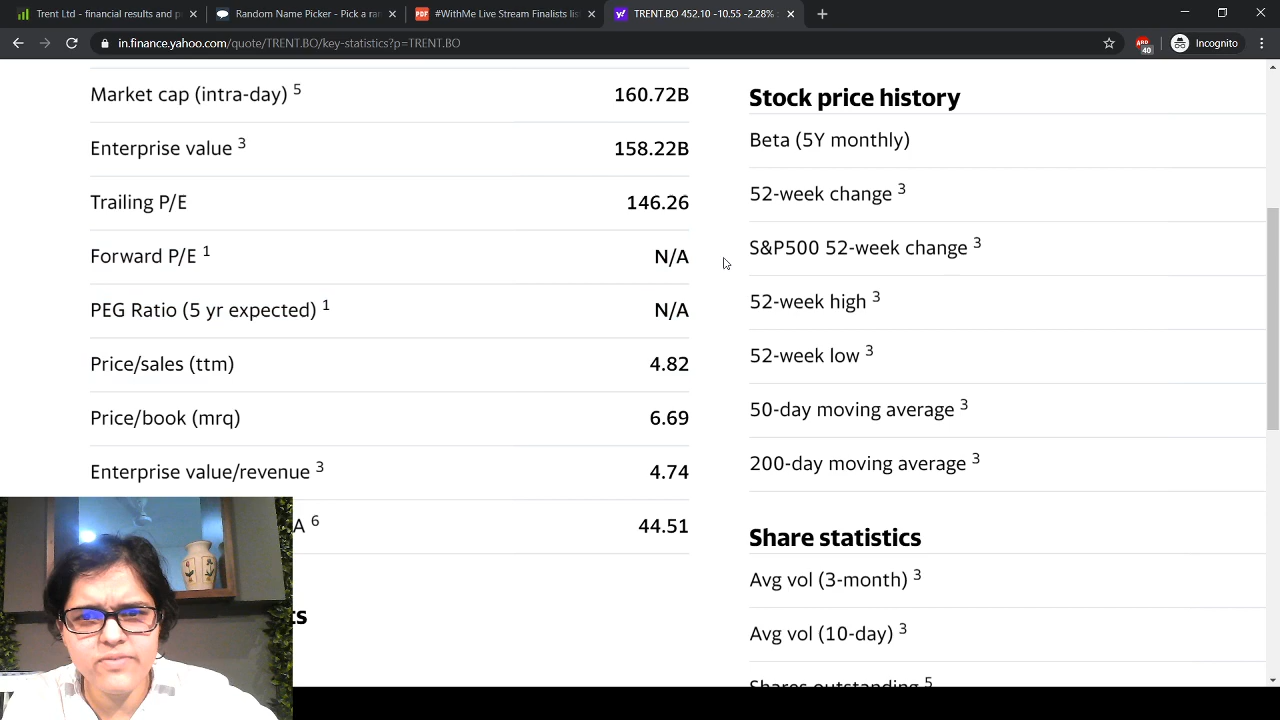 Trent Ltd - financial results and p
Random Name Picker - Pick a ran
PDF
#WithMe Live Stream Finalists lis
y!
TRENT.BO 452.10 -10.55 -2.28%
in.finance.yahoo.com/quote/TRENT.BO/key-statistics?p=TRENT.BO
40
Incognito
Market cap (intra-day) 5 160.72B
Enterprise value 3 158.22B
Trailing P/E 146.26
Forward P/E 1 N/A
PEG Ratio (5 yr expected) 1 N/A
Price/sales (ttm) 4.82
Price/book (mrq) 6.69
Enterprise value/revenue 3 4.74
A 6 44.51
ts
Stock price history
Beta (5Y monthly)
52-week change 3
S&P500 52-week change 3
52-week high 3
52-week low 3
50-day moving average 3
200-day moving average 3
Share statistics
Avg vol (3-month) 3
Avg vol (10-day) 3
Shares outstanding 5